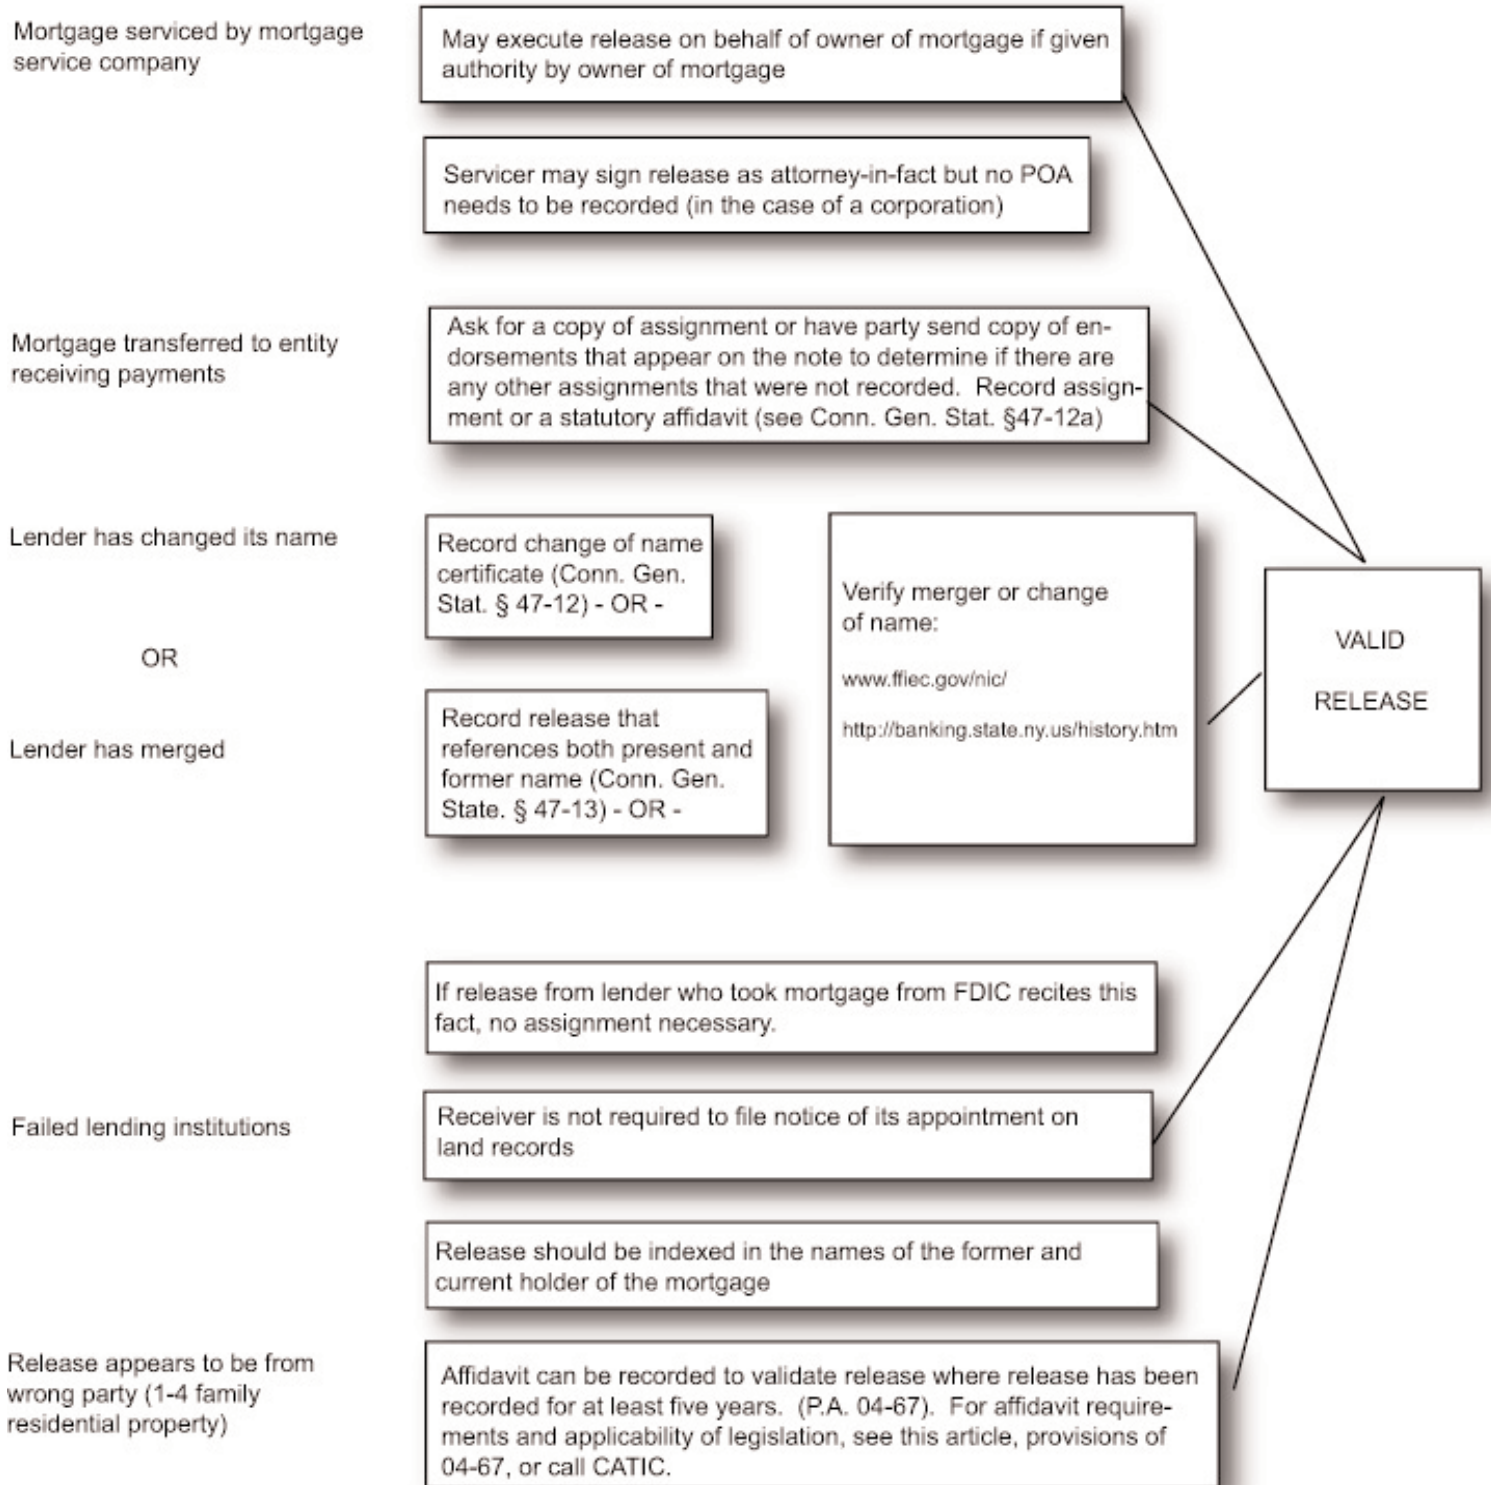 Mortgage serviced by mortgage
service company
May execute release on behalf of owner of mortgage if given
authority by owner of mortgage
Servicer may sign release as attorney-in-fact but no POA
needs to be recorded (in the case of a corporation)
Mortgage transferred to entity
receiving payments
Ask for a copy of assignment or have party send copy of en-
dorsements that appear on the note to determine if there are
any other assignments that were not recorded. Record assign-
ment or a statutory affidavit (see Conn. Gen. Stat. §47-12a)
Lender has changed its name
OR
Lender has merged
Record change of name
certificate (Conn. Gen.
Stat. § 47-12) - OR -
Record release that
references both present and
former name (Conn. Gen.
State. § 47-13) - OR -
Verify merger or change
of name:
www.ffiec.gov/nic/
http://banking.state.ny.us/history.htm
VALID
RELEASE
If release from lender who took mortgage from FDIC recites this
fact, no assignment necessary.
Failed lending institutions
Receiver is not required to file notice of its appointment on
land records
Release should be indexed in the names of the former and
current holder of the mortgage
Release appears to be from
wrong party (1-4 family
residential property)
Affidavit can be recorded to validate release where release has been
recorded for at least five years. (P.A. 04-67). For affidavit require-
ments and applicability of legislation, see this article, provisions of
04-67, or call CATIC.